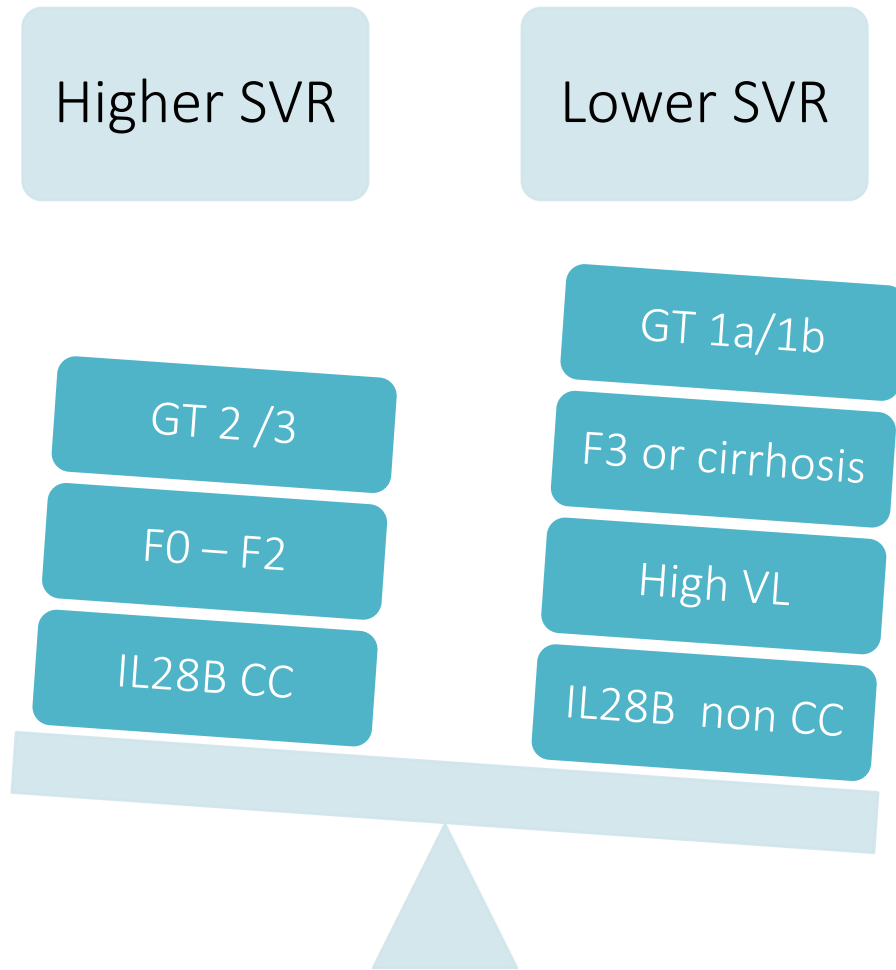 Higher SVR
Lower SVR
GT 2 /3
F0 – F2
IL28B CC
GT 1a/1b
F3 or cirrhosis
High VL
IL28B  non CC